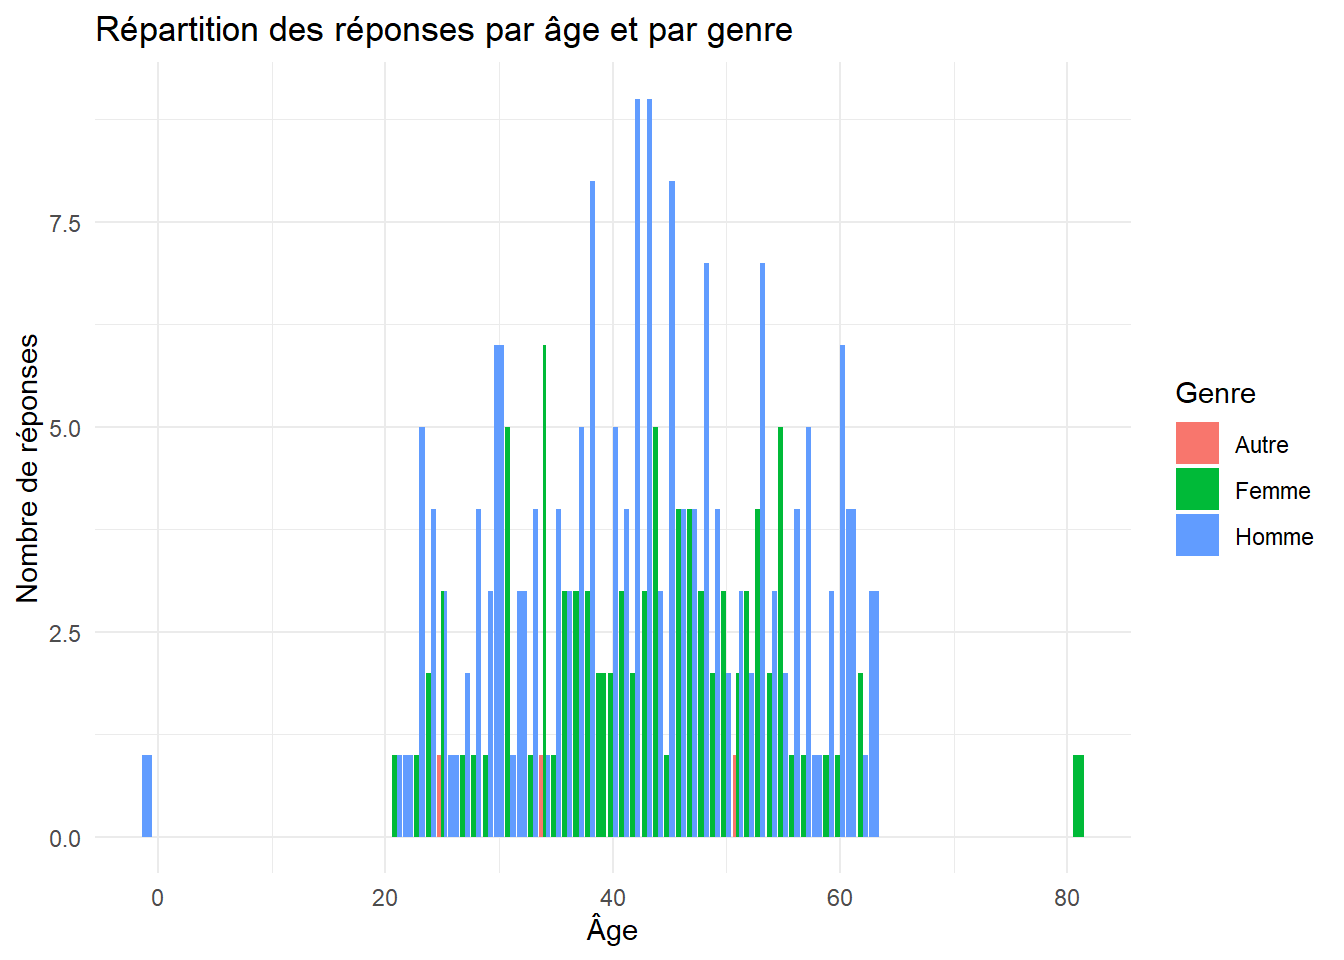 Répartition des réponses par âge et par genre
Nombre de réponses
7.5
5.0
2.5
0.0
0
20
40
60
80
Âge
Genre
Autre
Femme
Homme